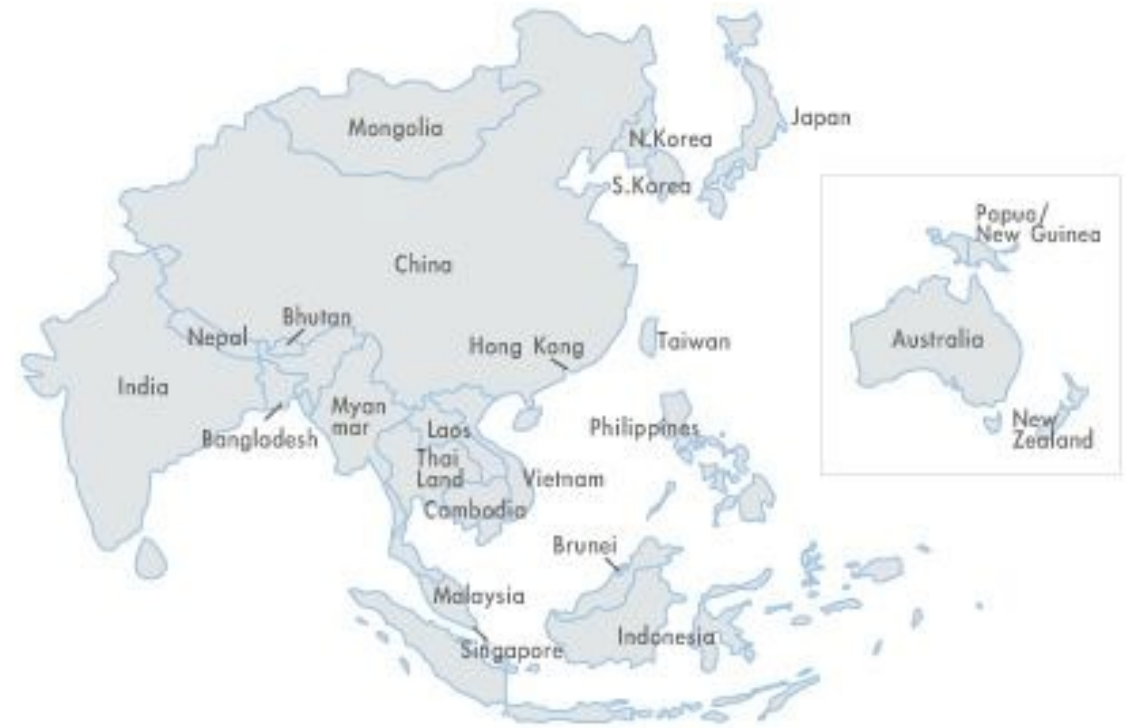 Mongolia
Japan
N.Korea
S.Korea
China
Papua/
New Guinea
Bhutan
Nepal
Hong Kong
Taiwan
Australia
India
Myan
mar
Bangladesh
Laos
Philippines
New
Zealand
Thai
Land
Vietnam
Cambodia
Brunei
Malaysia
Indonesia
Singapore